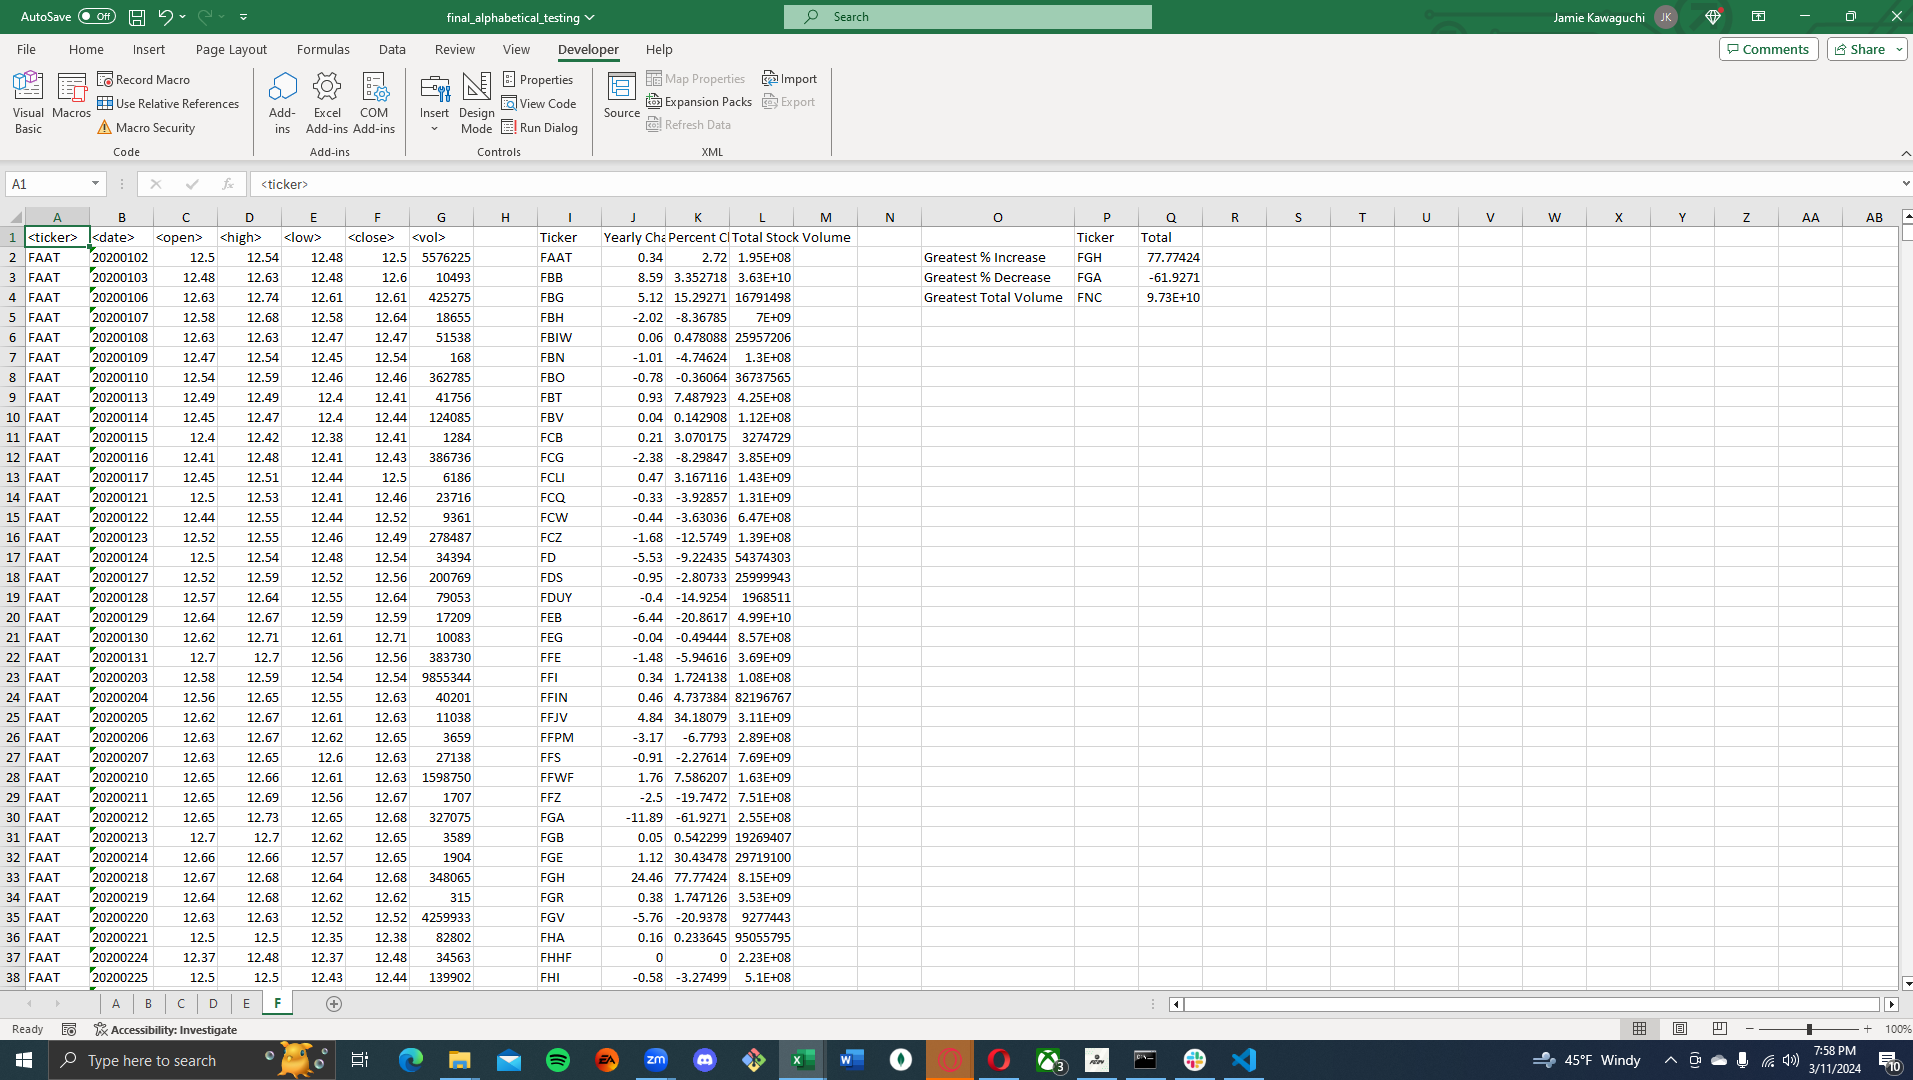 AutoSave Off final_alphabetical_testing Search Jamie Kawaguchi JK
File Home Insert Page Layout Formulas Data Review View Developer Help Comments Share
Visual Basic Macros Record Macro Use Relative References Macro Security Code
Add-ins Excel Add-ins COM Add-ins Add-ins
Insert Design Mode Properties View Code Run Dialog Controls
Source Map Properties Expansion Packs Refresh Data Import Export XML
A1 fx <ticker>
A B C D E F G H I J K L M N O P Q R S T U V W X Y Z AA AB
1 <ticker> <date> <open> <high> <low> <close> <vol> Ticker Yearly Cha Percent Cl Total Stock Volume Ticker Total
2 FAAT 20200102 12.5 12.54 12.48 12.5 5576225 FAAT 0.34 2.72 1.95E+08 Greatest % Increase FGH 77.77424
3 FAAT 20200103 12.48 12.63 12.48 12.6 10493 FBB 8.59 3.352718 3.63E+10 Greatest % Decrease FGA -61.9271
4 FAAT 20200106 12.63 12.74 12.61 12.61 425275 FBG 5.12 15.29271 16791498 Greatest Total Volume FNC 9.73E+10
5 FAAT 20200107 12.58 12.68 12.58 12.64 18655 FBH -2.02 -8.36785 7E+09
6 FAAT 20200108 12.63 12.63 12.47 12.47 51538 FBIW 0.06 0.478088 25957206
7 FAAT 20200109 12.47 12.54 12.45 12.54 168 FBN -1.01 -4.74624 1.3E+08
8 FAAT 20200110 12.54 12.59 12.46 12.46 362785 FBO -0.78 -0.36064 36737565
9 FAAT 20200113 12.49 12.49 12.4 12.41 41756 FBT 0.93 7.487923 4.25E+08
10 FAAT 20200114 12.45 12.47 12.4 12.44 124085 FBV 0.04 0.142908 1.12E+08
11 FAAT 20200115 12.4 12.42 12.38 12.41 1284 FCB 0.21 3.070175 3274729
12 FAAT 20200116 12.41 12.48 12.41 12.43 386736 FCG -2.38 -8.29847 3.85E+09
13 FAAT 20200117 12.45 12.51 12.44 12.5 6186 FCLI 0.47 3.167116 1.43E+09
14 FAAT 20200121 12.5 12.53 12.41 12.46 23716 FCQ -0.33 -3.92857 1.31E+09
15 FAAT 20200122 12.44 12.55 12.44 12.52 9361 FCW -0.44 -3.63036 6.47E+08
16 FAAT 20200123 12.52 12.55 12.46 12.49 278487 FCZ -1.68 -12.5749 1.39E+08
17 FAAT 20200124 12.5 12.54 12.48 12.54 34394 FD -5.53 -9.22435 54374303
18 FAAT 20200127 12.52 12.59 12.52 12.56 200769 FDS -0.95 -2.80733 25999943
19 FAAT 20200128 12.57 12.64 12.55 12.64 79053 FDUY -0.4 -14.9254 1968511
20 FAAT 20200129 12.64 12.67 12.59 12.59 17209 FEB -6.44 -20.8617 4.99E+10
21 FAAT 20200130 12.62 12.71 12.61 12.71 10083 FEG -0.04 -0.49444 8.57E+08
22 FAAT 20200131 12.7 12.7 12.56 12.56 383730 FFE -1.48 -5.94616 3.69E+09
23 FAAT 20200203 12.58 12.59 12.54 12.54 9855344 FFI 0.34 1.724138 1.08E+08
24 FAAT 20200204 12.56 12.65 12.55 12.63 40201 FFIN 0.46 4.737384 82196767
25 FAAT 20200205 12.62 12.67 12.61 12.63 11038 FFJV 4.84 34.18079 3.11E+09
26 FAAT 20200206 12.63 12.67 12.62 12.65 3659 FFPM -3.17 -6.7793 2.89E+08
27 FAAT 20200207 12.63 12.65 12.6 12.63 27138 FFS -0.91 -2.27614 7.69E+09
28 FAAT 20200210 12.65 12.66 12.61 12.63 1598750 FFWF 1.76 7.586207 1.63E+09
29 FAAT 20200211 12.65 12.69 12.56 12.67 1707 FFZ -2.5 -19.7472 7.51E+08
30 FAAT 20200212 12.65 12.73 12.65 12.68 327075 FGA -11.89 -61.9271 2.55E+08
31 FAAT 20200213 12.7 12.7 12.62 12.65 3589 FGB 0.05 0.542299 19269407
32 FAAT 20200214 12.66 12.66 12.57 12.65 1904 FGE 1.12 30.43478 29719100
33 FAAT 20200218 12.67 12.68 12.64 12.68 348065 FGH 24.46 77.77424 8.15E+09
34 FAAT 20200219 12.64 12.68 12.62 12.62 315 FGR 0.38 1.747126 3.53E+09
35 FAAT 20200220 12.63 12.63 12.52 12.52 4259933 FGV -5.76 -20.9378 9277443
36 FAAT 20200221 12.5 12.5 12.35 12.38 82802 FHA 0.16 0.233645 95055795
37 FAAT 20200224 12.37 12.48 12.37 12.48 34563 FHHF 0 0 2.23E+08
38 FAAT 20200225 12.5 12.5 12.43 12.44 139902 FHI -0.58 -3.27499 5.1E+08
A B C D E F
Ready Accessibility: Investigate 100%
Type here to search EA zm 3 45°F Windy 7:58 PM 10
3/11/2024